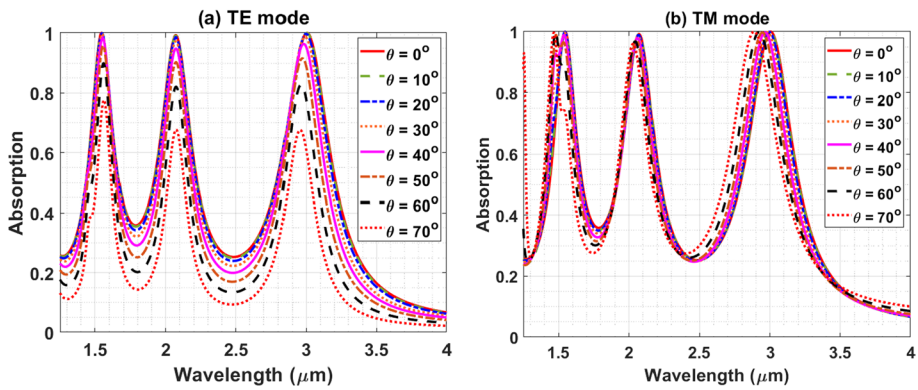 (a) TE mode
1
0.8
0.6
0.4
0.2
0
Absorption
θ = 0°
θ = 10°
θ = 20°
θ = 30°
θ = 40°
θ = 50°
θ = 60°
θ = 70°
1.5 2 2.5 3 3.5 4
Wavelength (μm)
(b) TM mode
1
0.8
0.6
0.4
0.2
0
Absorption
θ = 0°
θ = 10°
θ = 20°
θ = 30°
θ = 40°
θ = 50°
θ = 60°
θ = 70°
1.5 2 2.5 3 3.5 4
Wavelength (μm)